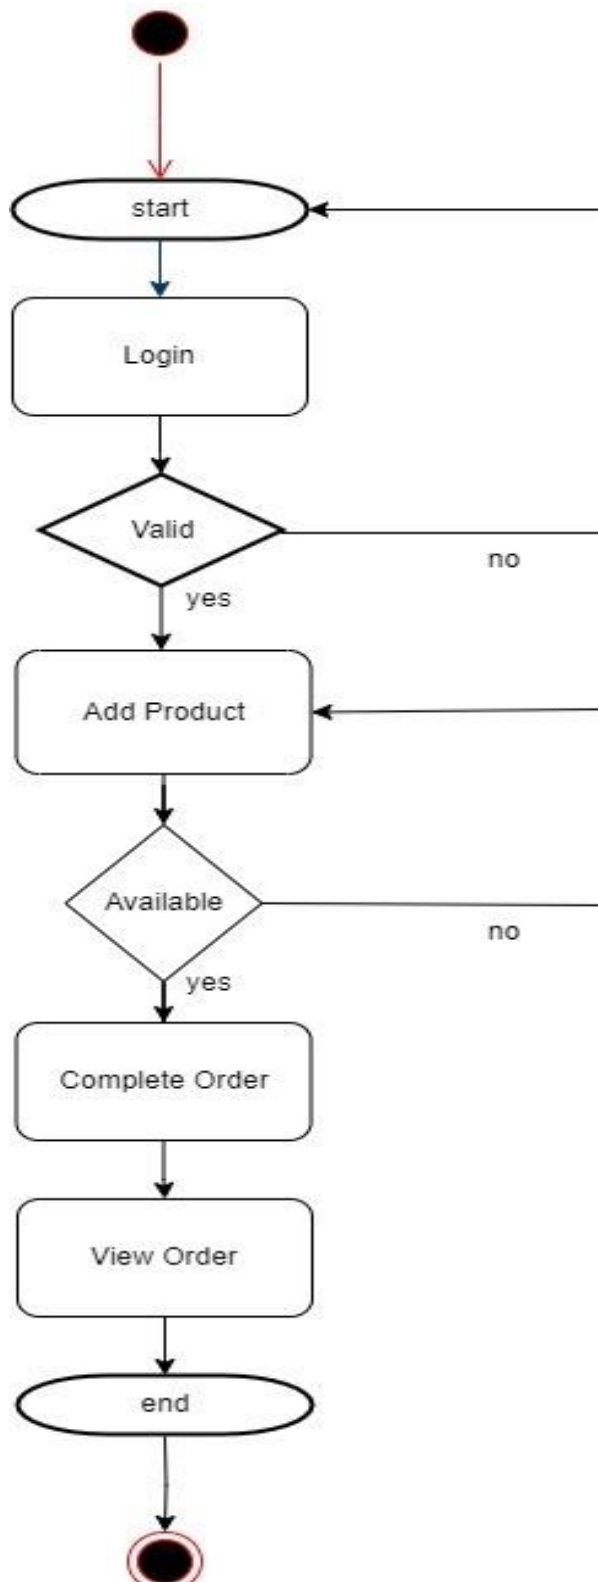 start
Login
Valid
no
yes
Add Product
Available
no
yes
Complete Order
View Order
end